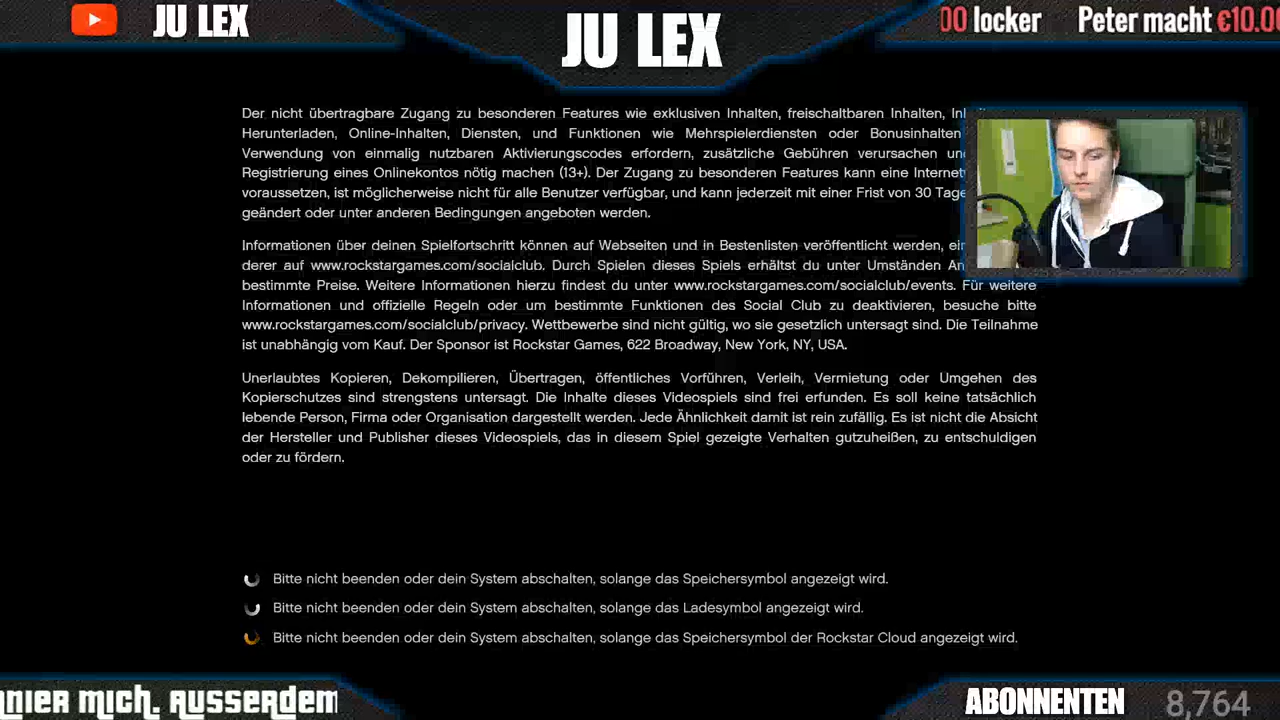 JU LEX
JU LEX
locker Peter macht
Der nicht übertragbare Zugang zu besonderen Features wie exklusiven Inhalten, freischaltbaren Inhalten,
Herunterladen, Online-Inhalten, Diensten, und Funktionen wie Mehrspielerdiensten oder Bonusinhalten
Verwendung von einmalig nutzbaren Aktivierungscodes erfordern, zusätzliche Gebühren verursachen
Registrierung eines Onlinekontos nötig machen (13+). Der Zugang zu besonderen Features kann eine
voraussetzen, ist möglicherweise nicht für alle Benutzer verfügbar, und kann jederzeit mit einer Frist von 30
geändert oder unter anderen Bedingungen angeboten werden.
Informationen über deinen Spielfortschritt können auf Webseiten und in Bestenlisten veröffentlicht werden,
derer auf www.rockstargames.com/socialclub. Durch Spielen dieses Spiels erhältst du unter Umständen
bestimmte Preise. Weitere Informationen hierzu findest du unter www.rockstargames.com/socialclub/events. Für weitere
Informationen und offizielle Regeln oder um bestimmte Funktionen des Social Club zu deaktivieren, besuche bitte
www.rockstargames.com/socialclub/privacy. Wettbewerbe sind nicht gültig, wo sie gesetzlich untersagt sind. Die Teilnahme
ist unabhängig vom Kauf. Der Sponsor ist Rockstar Games, 622 Broadway, New York, NY, USA.
Unerlaubtes Kopieren, Dekompilieren, Übertragen, öffentliches Vorführen, Verleih, Vermietung oder Umgehen des
Kopierschutzes sind strengstens untersagt. Die Inhalte dieses Videospiels sind frei erfunden. Es soll keine tatsächlich
lebende Person, Firma oder Organisation dargestellt werden. Jede Ähnlichkeit damit ist rein zufällig. Es ist nicht die Absicht
der Hersteller und Publisher dieses Videospiels, das in diesem Spiel gezeigte Verhalten gutzuheißen, zu entschuldigen
oder zu fördern.
Bitte nicht beenden oder dein System abschalten, solange das Speichersymbol angezeigt wird.
Bitte nicht beenden oder dein System abschalten, solange das Ladesymbol angezeigt wird.
Bitte nicht beenden oder dein System abschalten, solange das Speichersymbol der Rockstar Cloud angezeigt wird.
mich. Ausserdem
ABONNENTEN 8,764